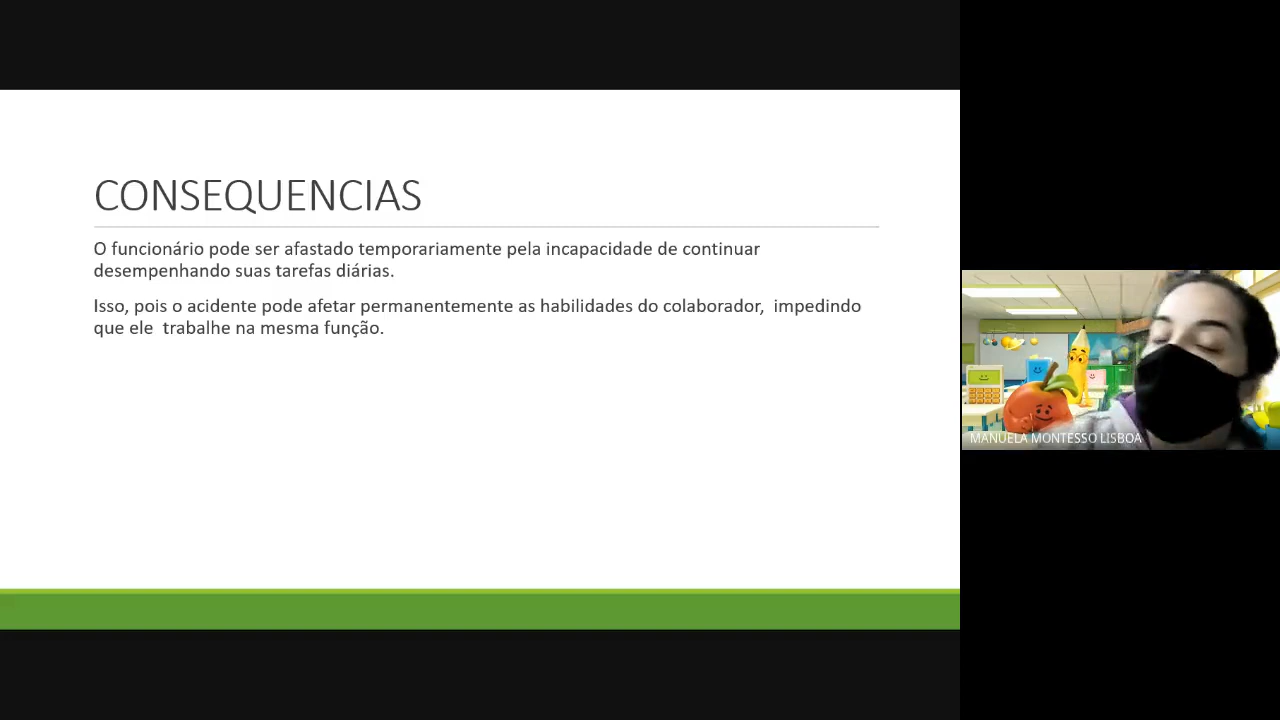 CONSEQUENCIAS
O funcionário pode ser afastado temporariamente pela incapacidade de continuar
desempenhando suas tarefas diárias.
Isso, pois o acidente pode afetar permanentemente as habilidades do colaborador,  impedindo
que ele  trabalhe na mesma função.
MANUELA MONTESSO LISBOA